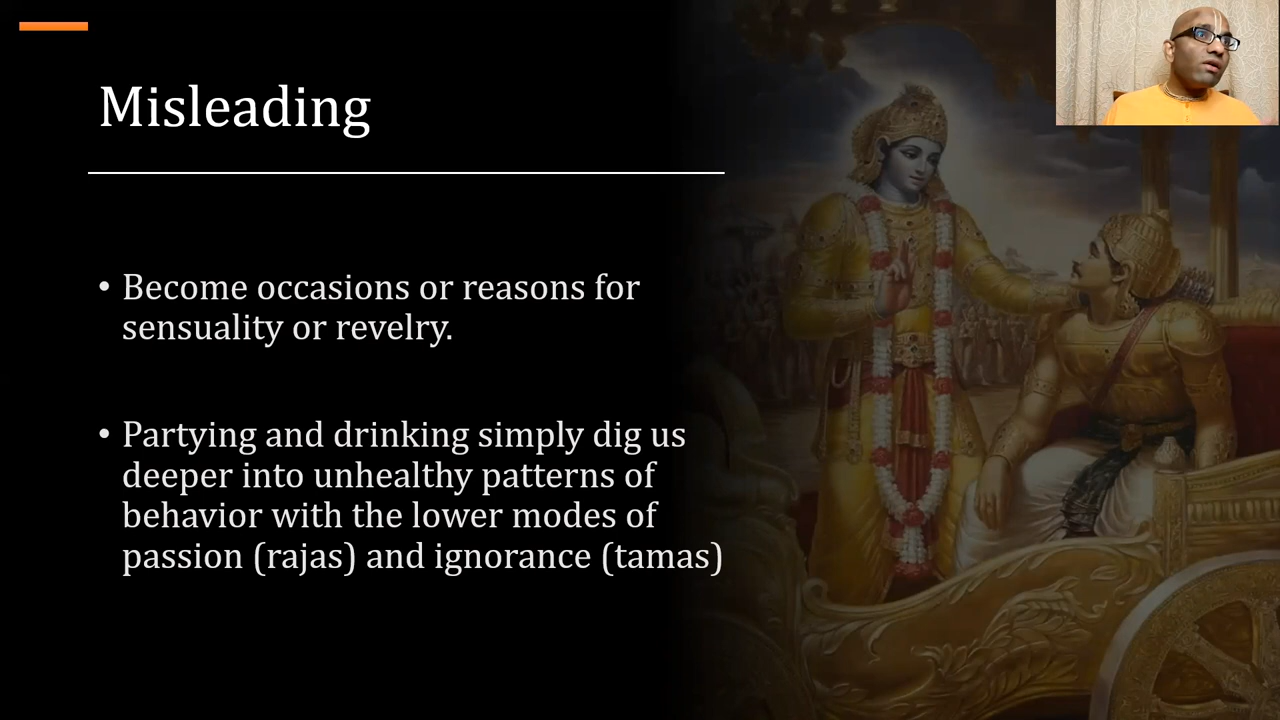 Misleading
• Become occasions or reasons for
sensuality or revelry.
• Partying and drinking simply dig us
deeper into unhealthy patterns of
behavior with the lower modes of
passion (rajas) and ignorance (tamas)